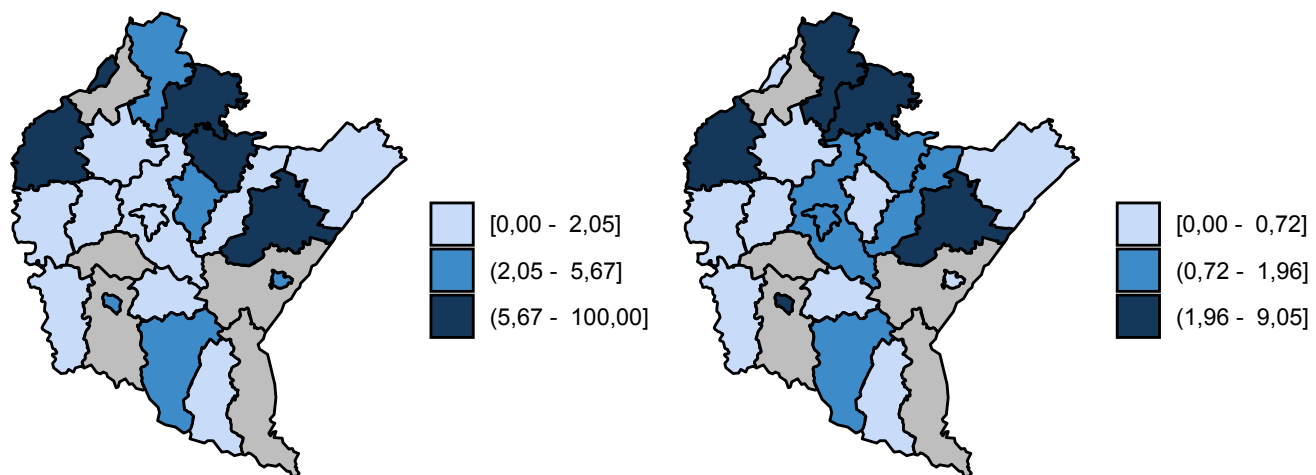 [0,00 - 2,05]
(2,05 - 5,67]
(5,67 - 100,00]
[0,00 - 0,72]
(0,72 - 1,96]
(1,96 - 9,05]